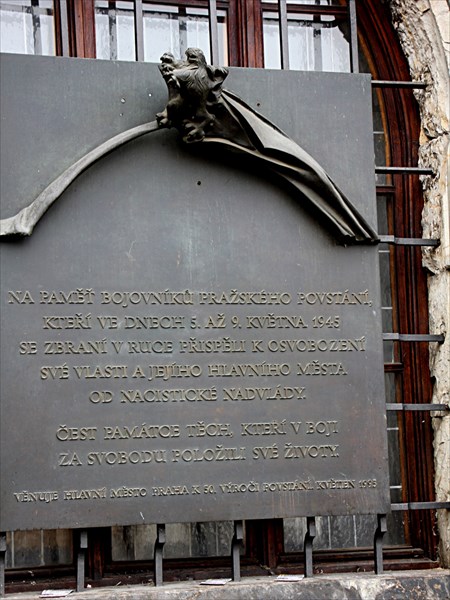 NA PAMĚŤ BOJOVNÍKŮ PRAŽSKÉHO POVSTÁNÍ,
KTEŘÍ VE DNECH 5. AŽ 9. KVĚTNA 1945
SE ZBRANÍ V RUCE PŘISPĚLI K OSVOBOZENÍ
SVÉ VLASTI A JEJÍHO HLAVNÍHO MĚSTA
OD NACISTICKÉ NADVLÁDY.
ČEST PAMÁTCE TĚCH, KTEŘÍ V BOJI
ZA SVOBODU POLOŽILI SVÉ ŽIVOTY.
VĚNUJE HLAVNÍ MĚSTO PRAHA K 50. VÝROČÍ POVSTÁNÍ KVĚTEN 1995